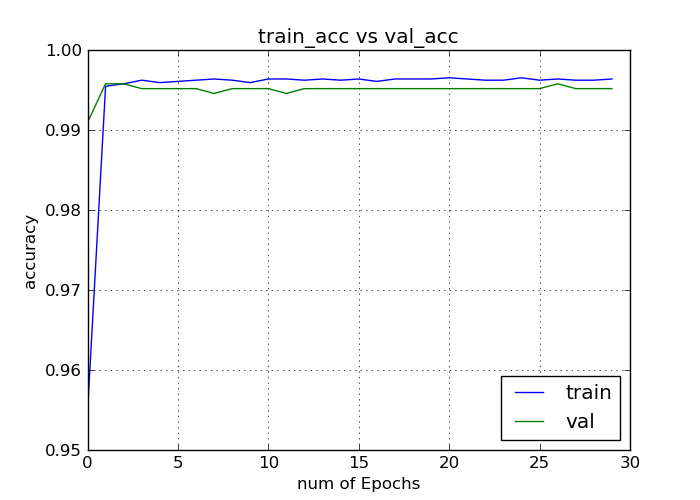 train_acc vs val_acc
1.00
0.99
0.98
0.97
0.96
0.95
accuracy
train
val
0 5 10 15 20 25 30
num of Epochs